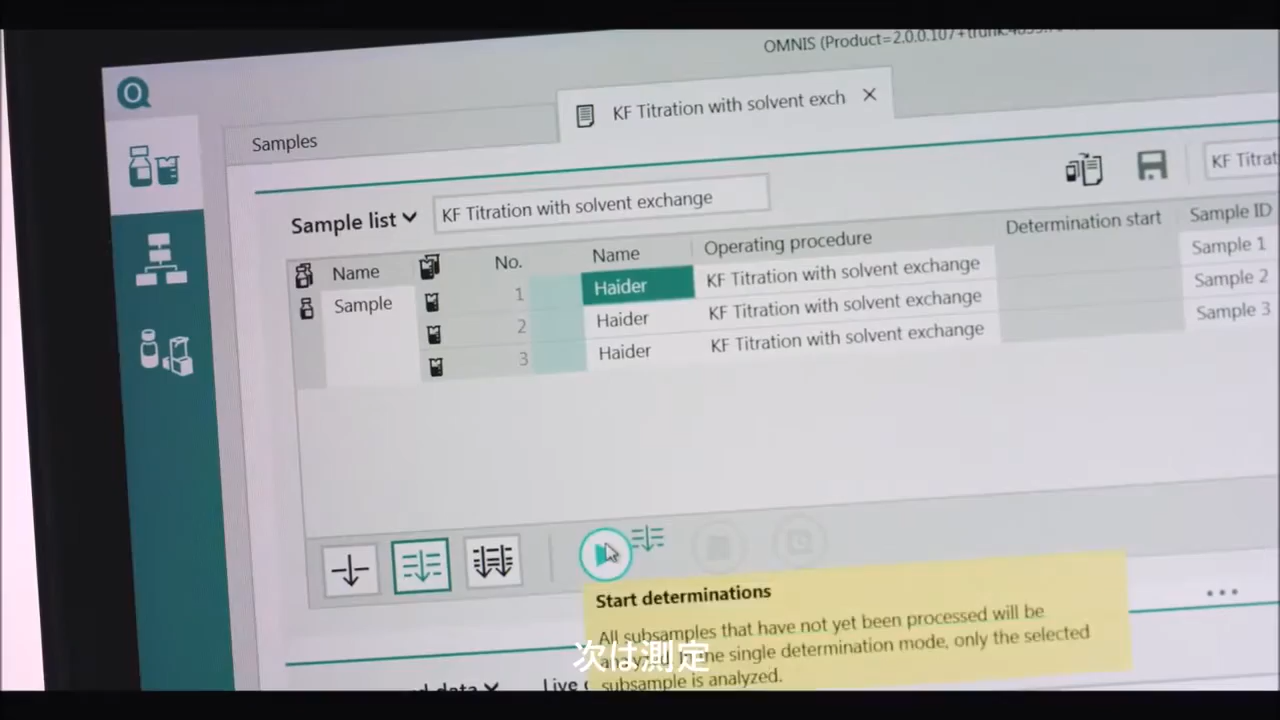 OMNIS (Product=2.0.0.107+trunk
Samples
KF Titration with solvent exch
Sample list
KF Titration with solvent exchange
KF Titrat
Name
No.
Name
Operating procedure
Determination start
Sample ID
Sample
1
Haider
KF Titration with solvent exchange
Sample 1
2
Haider
KF Titration with solvent exchange
Sample 2
3
Haider
KF Titration with solvent exchange
Sample 3
Start determinations
All subsamples that have not yet been processed will be
the single determination mode, only the selected
subsample is analyzed.
次は測定
Live